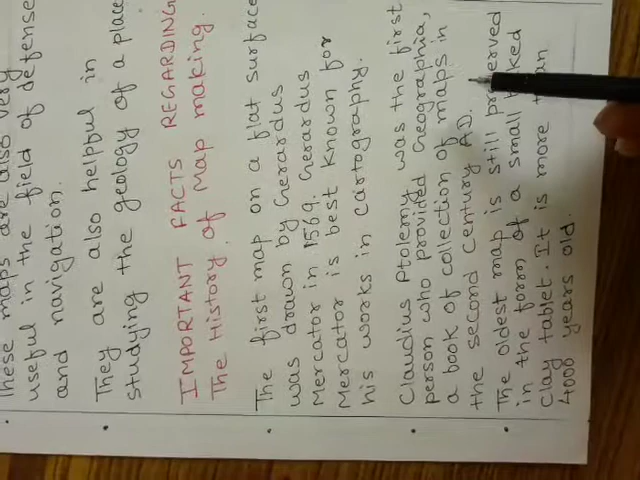 These maps are also very
useful in the field of defense
and navigation.
They are also helpful in
studying the geology of a place
IMPORTANT FACTS REGARDING
The History of Map making.
The first map on a flat surface
was drawn by Gerardus
Mercator in 1569. Gerardus
Mercator is best known for
his works in cartography.
Claudius Ptolemy was the first
person who provided Geographia,
a book of collection of maps in
the second century AD.
The oldest map is still preserved
in the form of a small baked
clay tablet. It is more than
4000 years old.